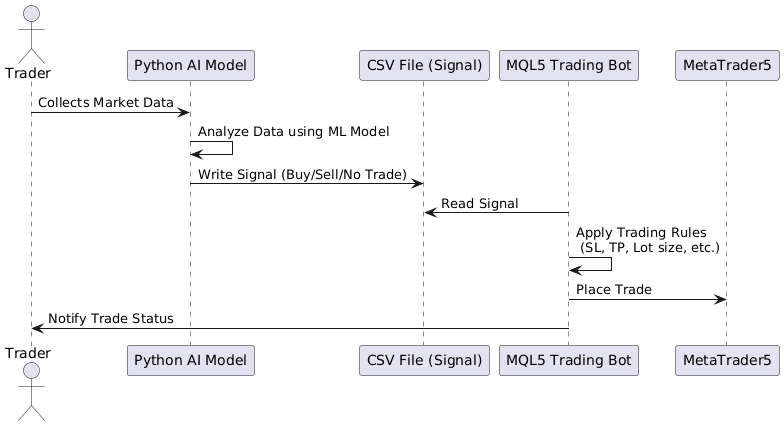 Trader
Python AI Model
CSV File (Signal)
MQL5 Trading Bot
MetaTrader5
Collects Market Data
Analyze Data using ML Model
Write Signal (Buy/Sell/No Trade)
Read Signal
Apply Trading Rules
(SL, TP, Lot size, etc.)
Place Trade
Notify Trade Status
Trader
Python AI Model
CSV File (Signal)
MQL5 Trading Bot
MetaTrader5